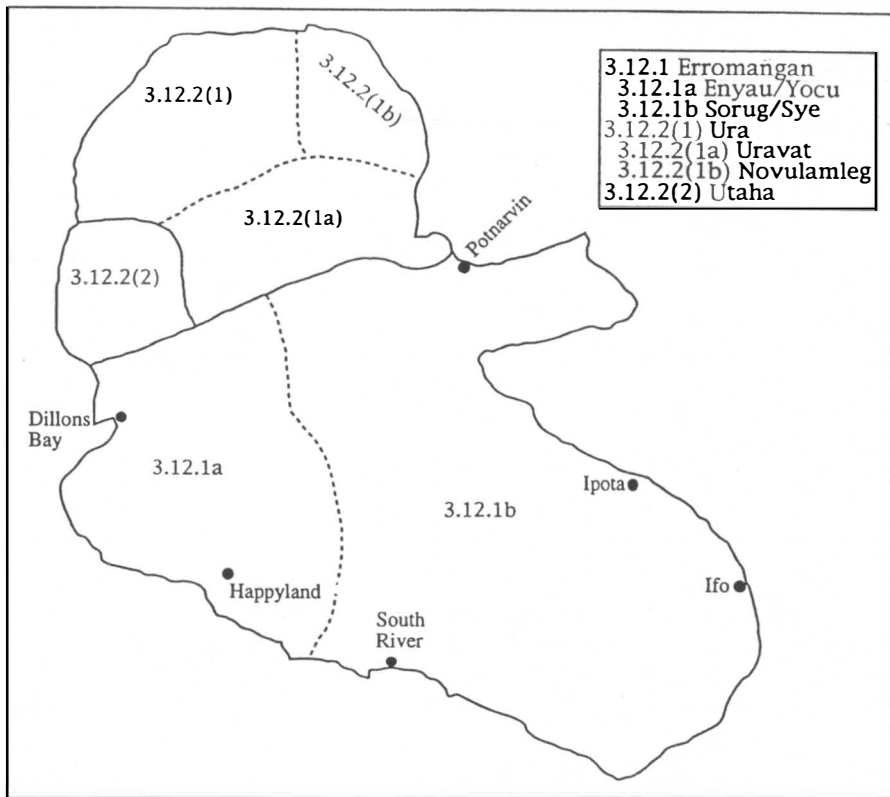 3.12.1 Erromangan
3.12.1a Enyau/Yocu
3.12.1b Sorug/Sye
3.12.2(1) Ura
3.12.2(1a) Uravat
3.12.2(1b) Novulamleg
3.12.2(2) Utaha
3.12.2(1)
3.12.2(1b)
3.12.2(1a)
Potnarvin
3.12.2(2)
Dillons
Bay
3.12.1a
3.12.1b
Ipota
Happyland
Ifo
South
River